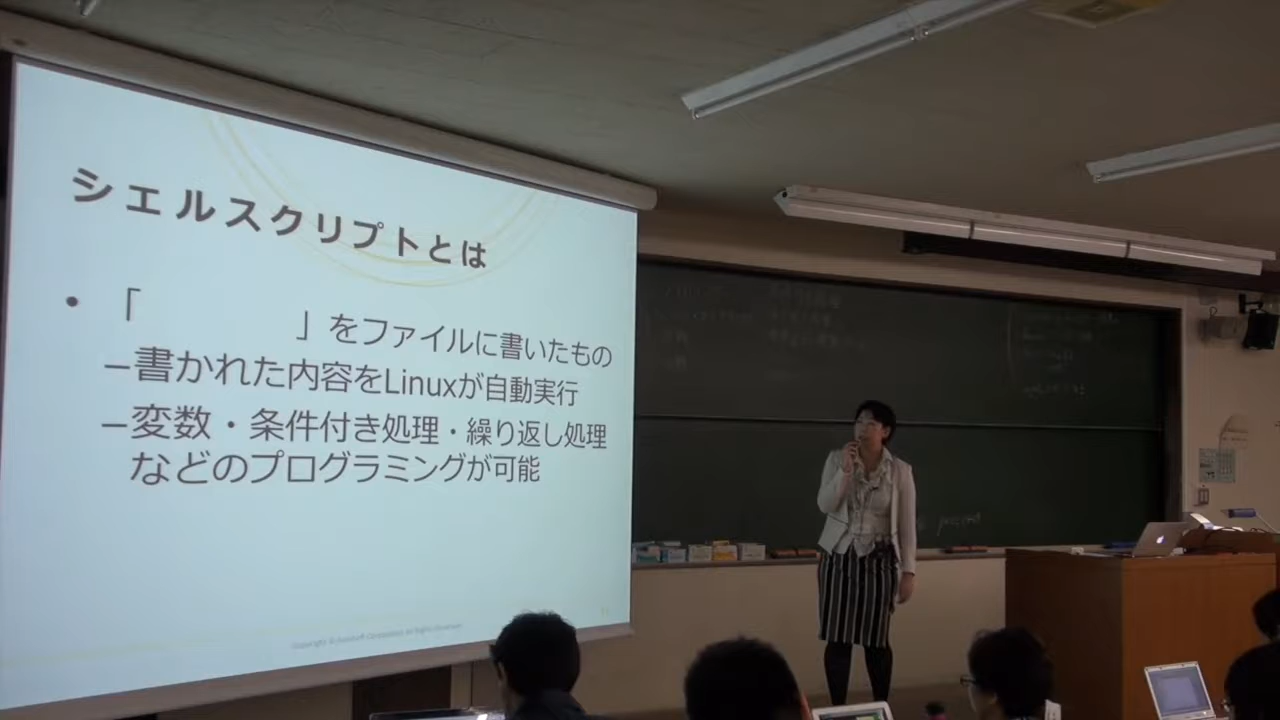 シェルスクリプトとは
• 「　　　　」をファイルに書いたもの
–書かれた内容をLinuxが自動実行
–変数・条件付き処理・繰り返し処理
などのプログラミングが可能